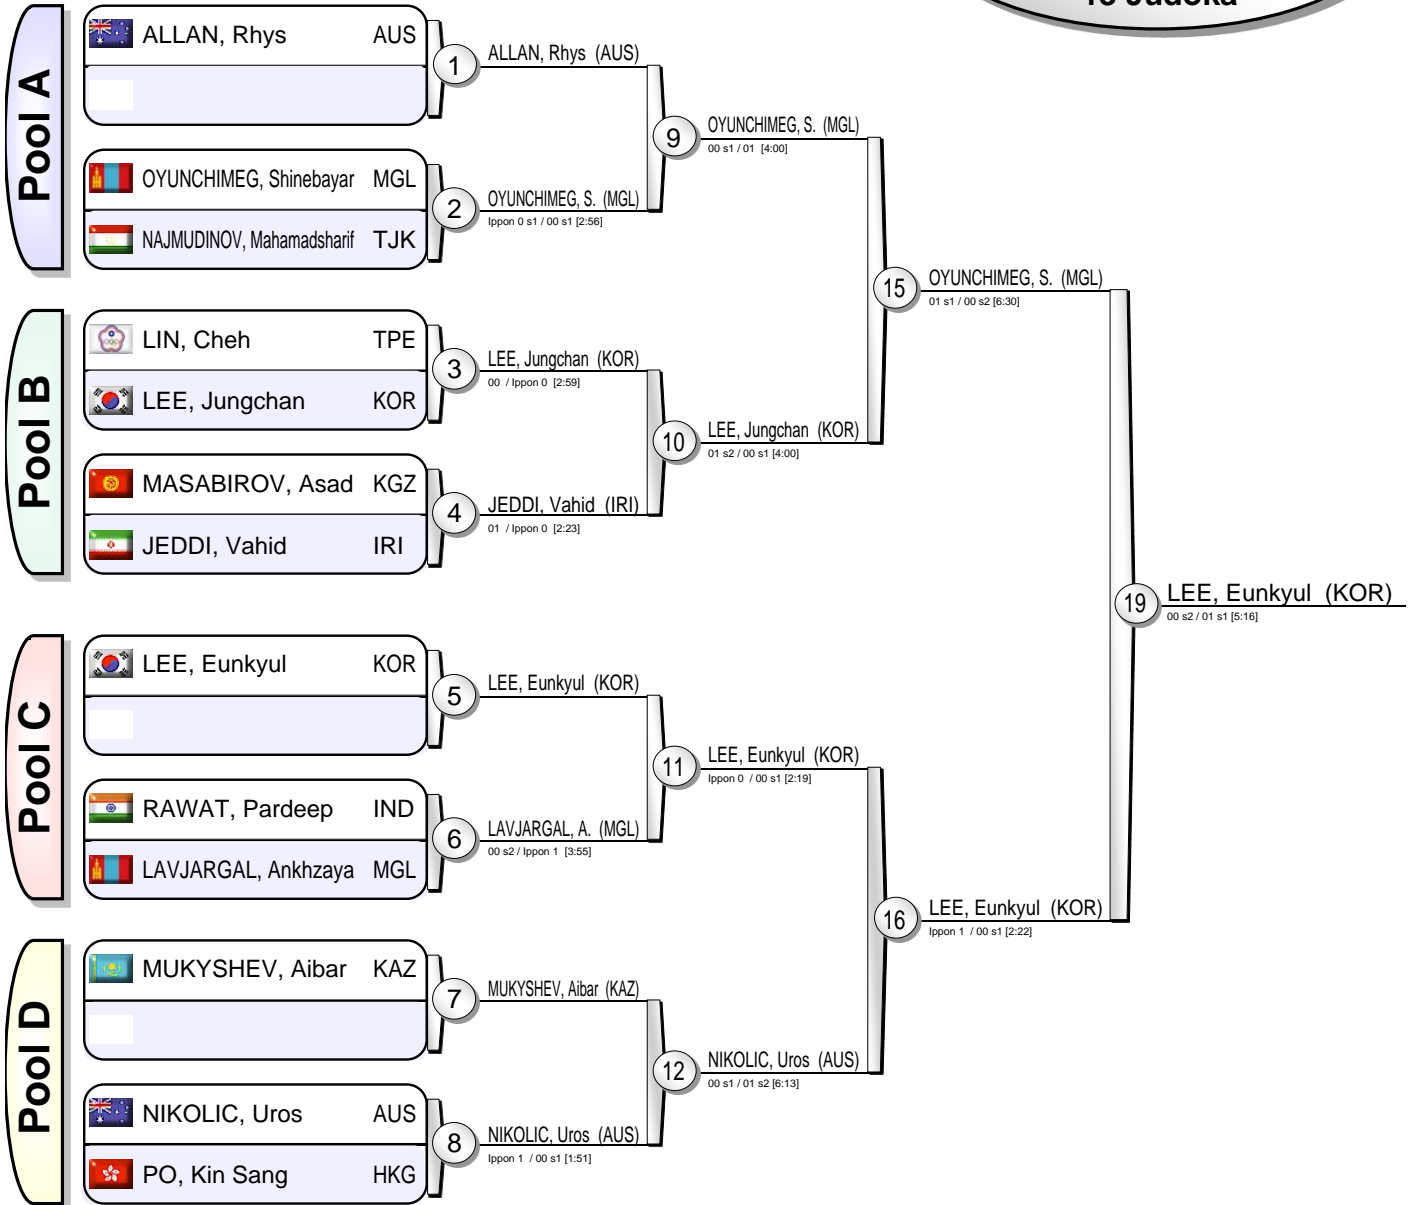 Pool A
ALLAN, Rhys AUS
OYUNCHIMEG, Shinebayar MGL
NAJMUDINOV, Mahamadsharif TJK
1
ALLAN, Rhys (AUS)
2
OYUNCHIMEG, S. (MGL)
Ippon 0 s1 / 00 s1 [2:56]
9
OYUNCHIMEG, S. (MGL)
00 s1 / 01 [4:00]
Pool B
LIN, Cheh TPE
LEE, Jungchan KOR
MASABIROV, Asad KGZ
JEDDI, Vahid IRI
3
LEE, Jungchan (KOR)
00 / Ippon 0 [2:59]
4
JEDDI, Vahid (IRI)
01 / Ippon 0 [2:23]
10
LEE, Jungchan (KOR)
01 s2 / 00 s1 [4:00]
15
OYUNCHIMEG, S. (MGL)
01 s1 / 00 s2 [6:30]
Pool C
LEE, Eunkyul KOR
RAWAT, Pardeep IND
LAVJARGAL, Ankhzaya MGL
5
LEE, Eunkyul (KOR)
6
LAVJARGAL, A. (MGL)
00 s2 / Ippon 1 [3:55]
11
LEE, Eunkyul (KOR)
Ippon 0 / 00 s1 [2:19]
Pool D
MUKYSHEV, Aibar KAZ
NIKOLIC, Uros AUS
PO, Kin Sang HKG
7
MUKYSHEV, Aibar (KAZ)
8
NIKOLIC, Uros (AUS)
Ippon 1 / 00 s1 [1:51]
12
NIKOLIC, Uros (AUS)
00 s1 / 01 s2 [6:13]
16
LEE, Eunkyul (KOR)
Ippon 1 / 00 s1 [2:22]
19
LEE, Eunkyul (KOR)
00 s2 / 01 s1 [5:16]